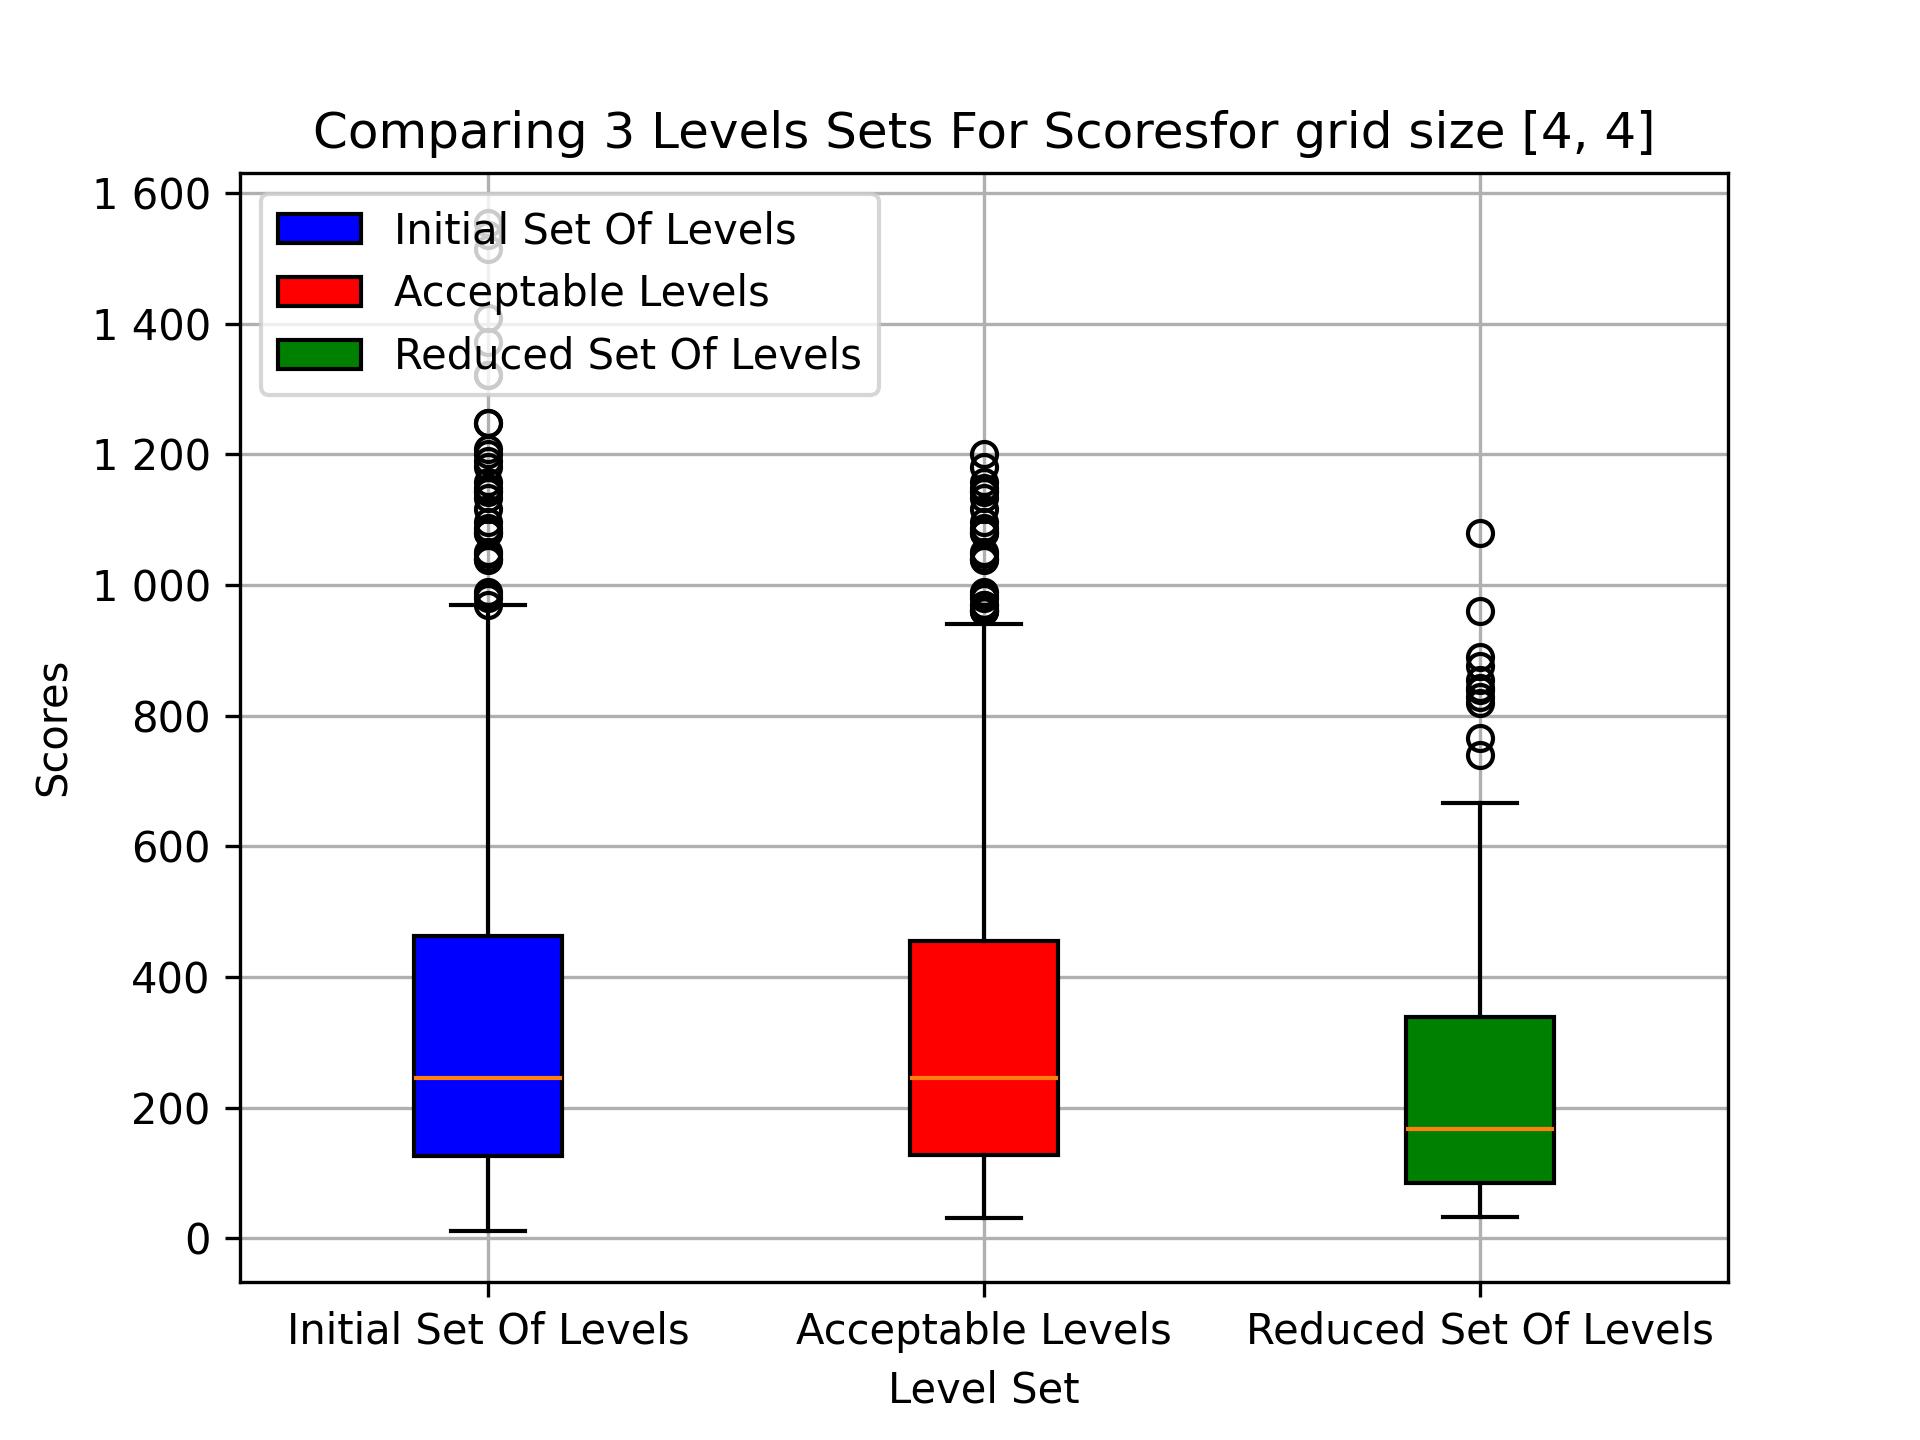 Comparing 3 Levels Sets For Scoresfor grid size [4, 4]
1 600
1 400
1 200
1 000
800
600
400
200
0
Scores
Initial Set Of Levels
Acceptable Levels
Reduced Set Of Levels
Initial Set Of Levels
Acceptable Levels
Reduced Set Of Levels
Level Set